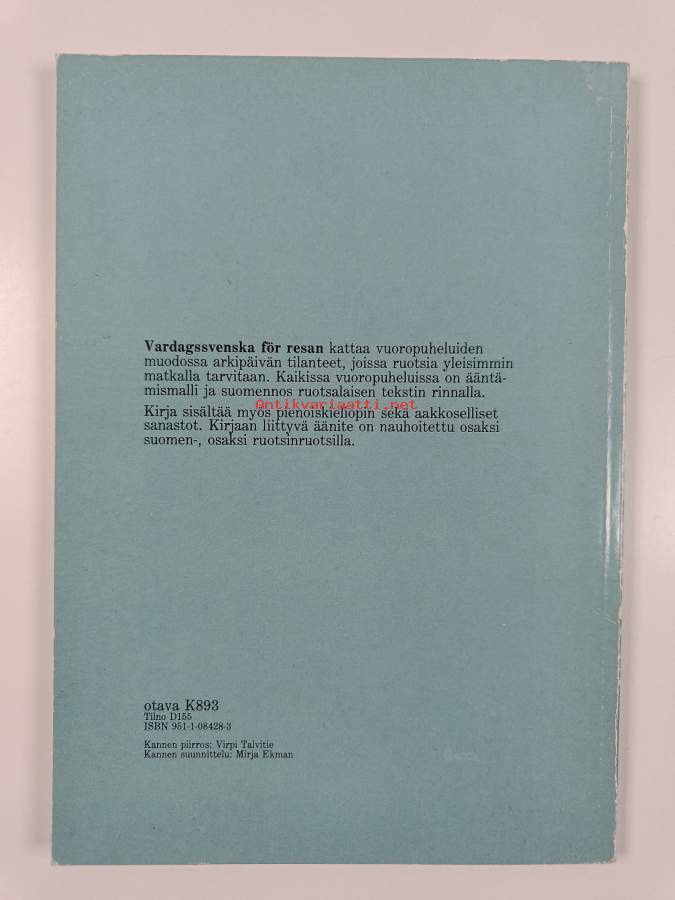 Vardagssvenska för resan kattaa vuoropuheluiden
muodossa arkipäivän tilanteet, joissa ruotsia yleisimmin
matkalla tarvitaan. Kaikissa vuoropuheluissa on ääntä-
mismalli ja suomennos ruotsalaisen tekstin rinnalla.
Antikvariaatti.net
Kirja sisältää myös pienoiskieliopin sekä aakkoselliset
sanastot. Kirjaan liittyvä äänite on nauhoitettu osaksi
suomen-, osaksi ruotsinruotsilla.
otava K893
Tilno D155
ISBN 951-1-08428-3
Kannen piirros: Virpi Talvitie
Kannen suunnittelu: Mirja Ekman